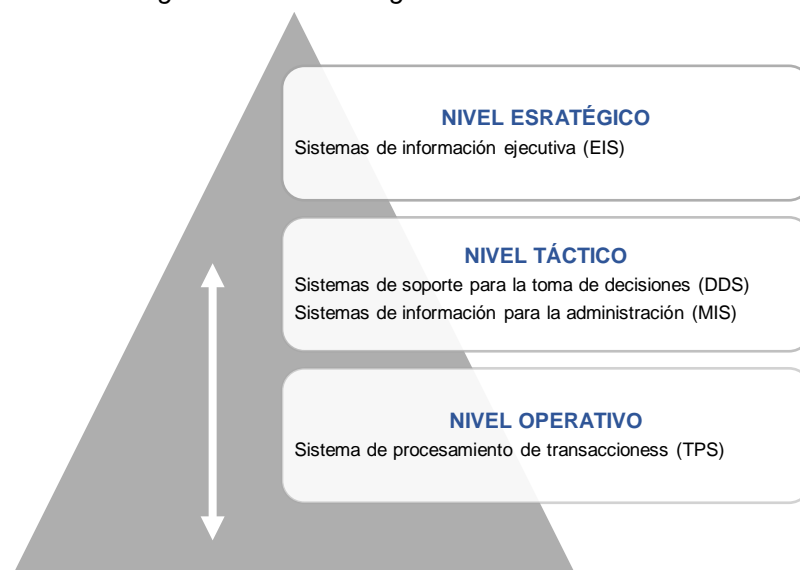 NIVEL ESRATÉGICO
Sistemas de información ejecutiva (EIS)
NIVEL TÁCTICO
Sistemas de soporte para la toma de decisiones (DDS)
Sistemas de información para la administración (MIS)
NIVEL OPERATIVO
Sistema de procesamiento de transaccioness (TPS)